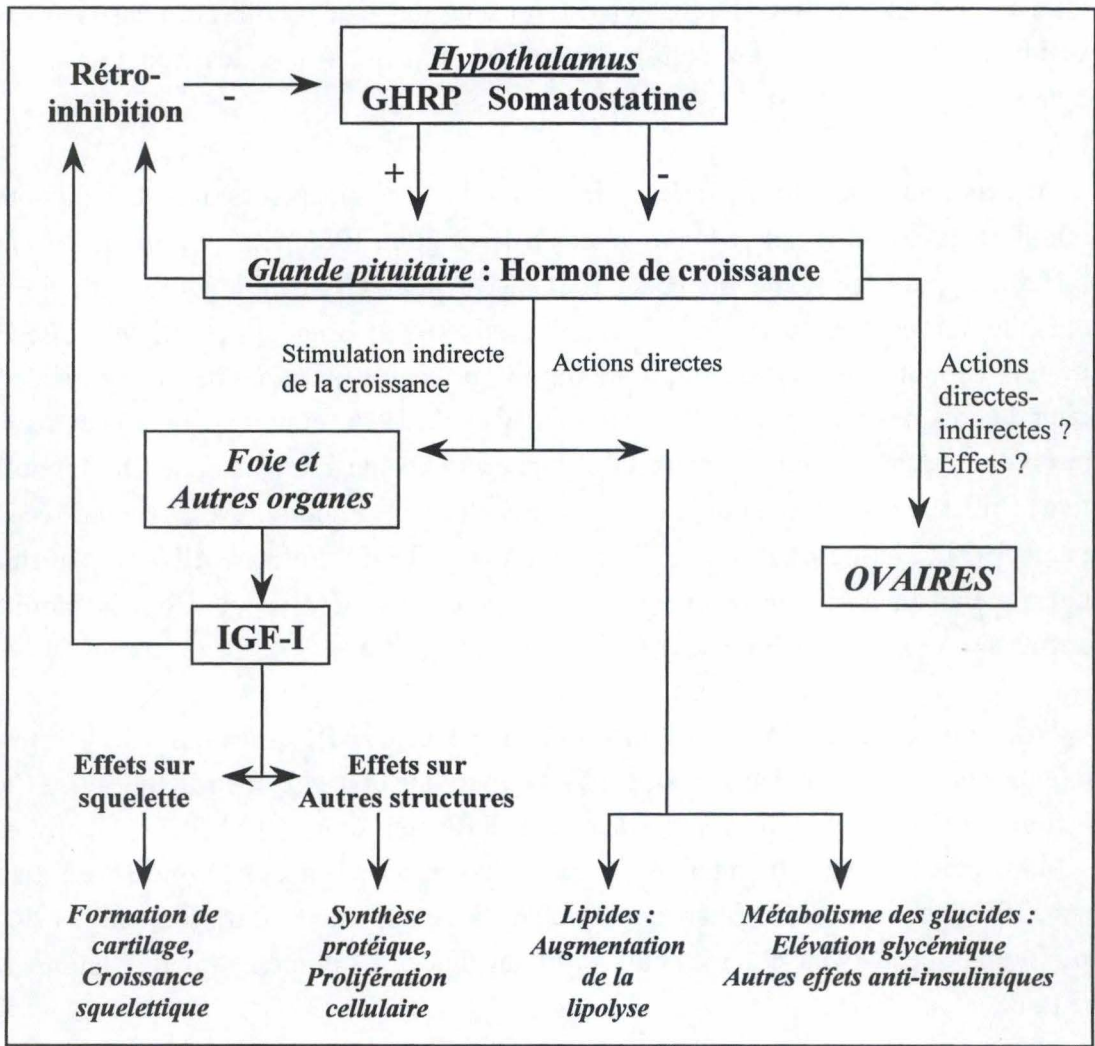 Hypothalamus
GHRP Somatostatine
Rétro-
inhibition
-
+
-
Glande pituitaire : Hormone de croissance
Stimulation indirecte
de la croissance
Actions directes
Actions
directes-
indirectes ?
Effets ?
Foie et
Autres organes
OVAIRES
IGF-I
Effets sur
squelette
Effets sur
Autres structures
Formation de
cartilage,
Croissance
squelettique
Synthèse
protéique,
Prolifération
cellulaire
Lipides :
Augmentation
de la
lipolyse
Métabolisme des glucides :
Elévation glycémique
Autres effets anti-insuliniques